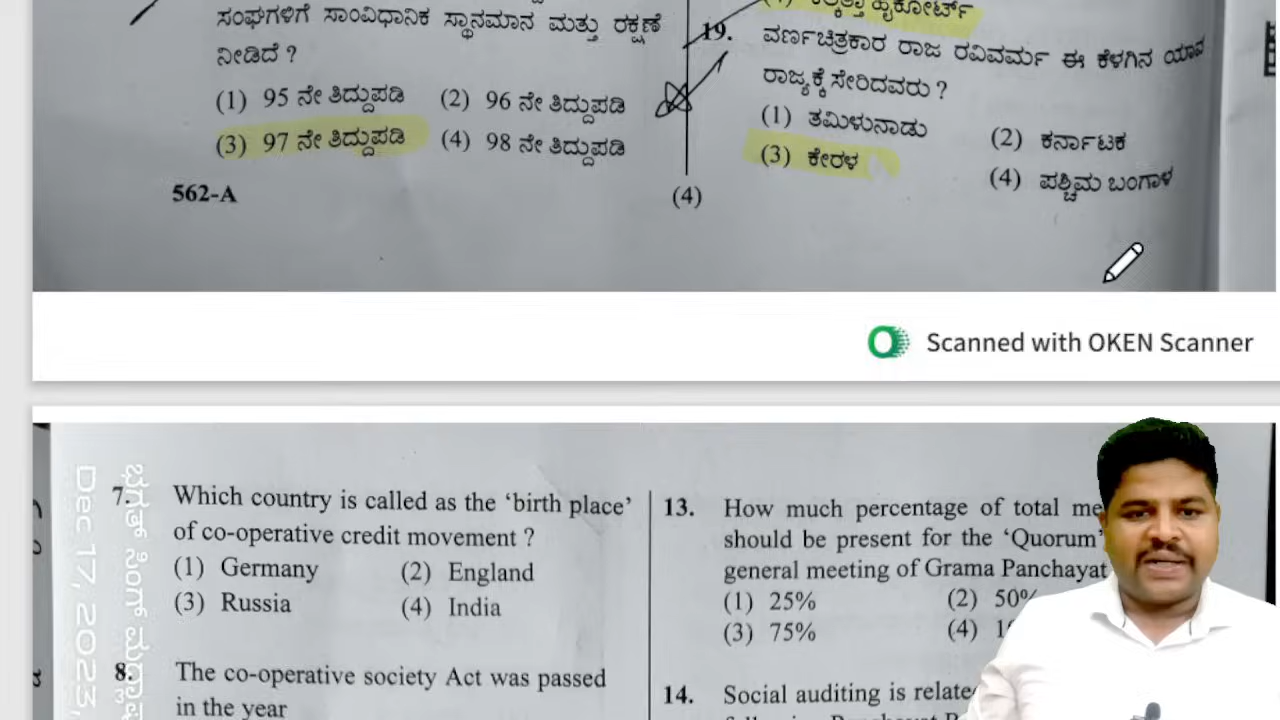 ಸಂಘಗಳಿಗೆ ಸಾಂವಿಧಾನಿಕ ಸ್ಥಾನಮಾನ ಮತ್ತು ರಕ್ಷಣೆ
ನೀಡಿದೆ ?
(1) 95 ನೇ ತಿದ್ದುಪಡಿ (2) 96 ನೇ ತಿದ್ದುಪಡಿ
(3) 97 ನೇ ತಿದ್ದುಪಡಿ (4) 98 ನೇ ತಿದ್ದುಪಡಿ
562-A
(4)
ಹೈಕೋರ್ಟ್
19. ವರ್ಣಚಿತ್ರಕಾರ ರಾಜ ರವಿವರ್ಮ ಈ ಕೆಳಗಿನ ಯಾವ
ರಾಜ್ಯಕ್ಕೆ ಸೇರಿದವರು ?
(1) ತಮಿಳುನಾಡು (2) ಕರ್ನಾಟಕ
(3) ಕೇರಳ (4) ಪಶ್ಚಿಮ ಬಂಗಾಳ
Scanned with OKEN Scanner
Dec 17, 2023,
7. Which country is called as the ‘birth place’
of co-operative credit movement ?
(1) Germany (2) England
(3) Russia (4) India
8. The co-operative society Act was passed
in the year
13. How much percentage of total
should be present for the ‘Quorum’
general meeting of Grama Panchayat
(1) 25% (2) 50%
(3) 75% (4)
14. Social auditing is